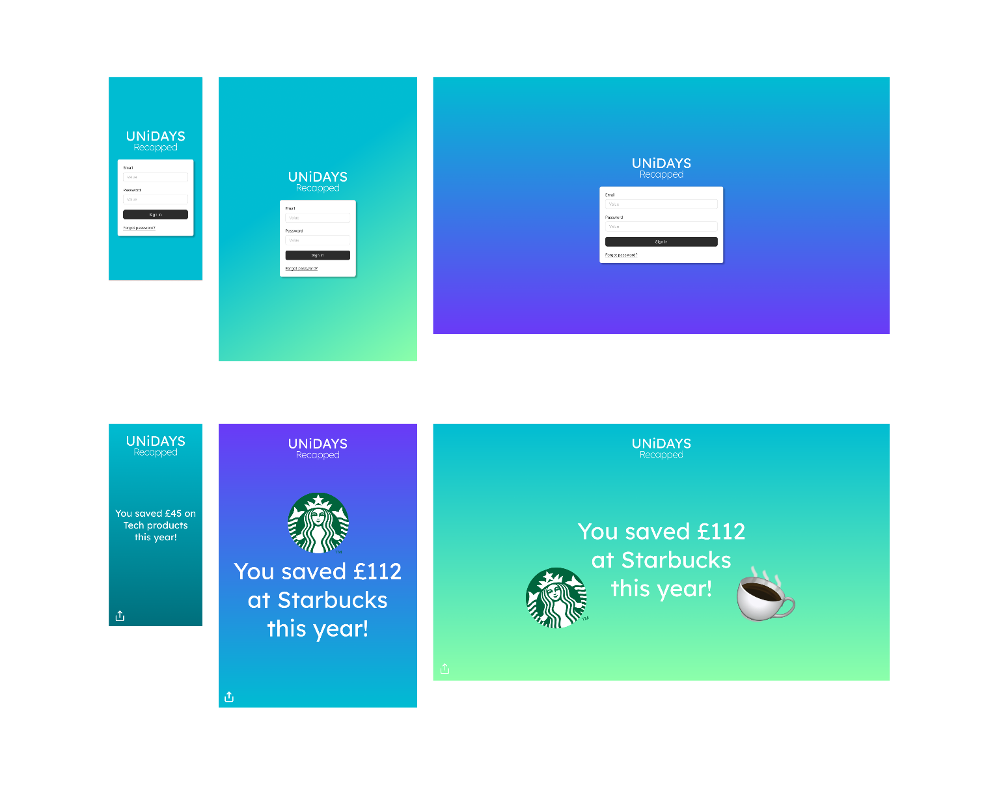 UNiDAYS
Recapped
Email
Value
Password
Value
Sign In
Forgot password?
UNiDAYS
Recapped
Email
Value
Password
Value
Sign In
Forgot password?
UNiDAYS
Recapped
Email
Value
Password
Value
Sign In
Forgot password?
UNiDAYS
Recapped
You saved £45 on
Tech products
this year!
UNiDAYS
Recapped
TM
You saved £112
at Starbucks
this year!
UNiDAYS
Recapped
You saved £112
at Starbucks
this year!
TM